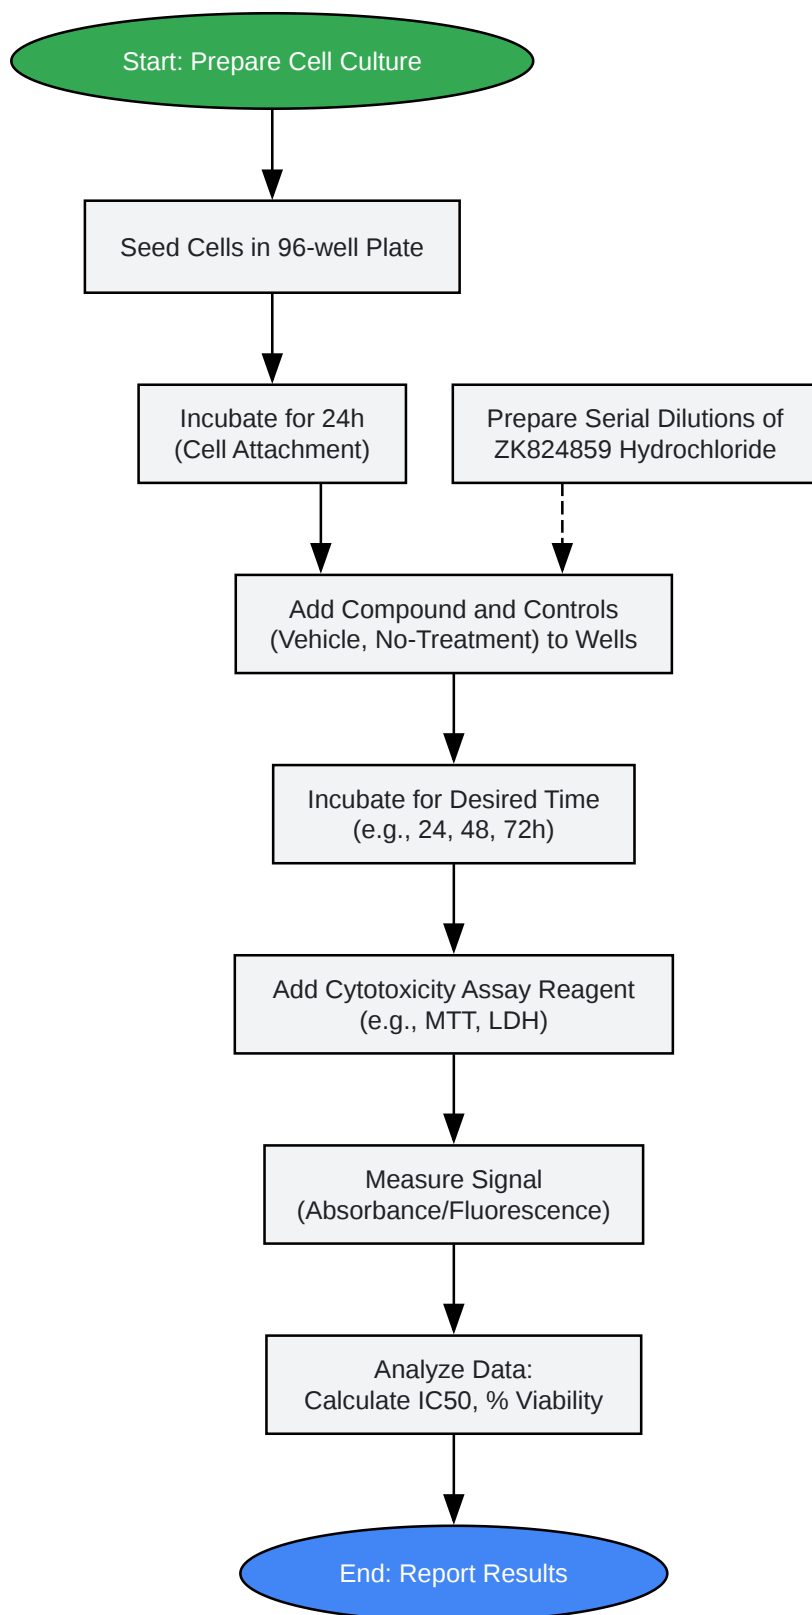 Start: Prepare Cell Culture
Seed Cells in 96-well Plate
Incubate for 24h
(Cell Attachment)
Prepare Serial Dilutions of
ZK824859 Hydrochloride
Add Compound and Controls
(Vehicle, No-Treatment) to Wells
Incubate for Desired Time
(e.g., 24, 48, 72h)
Add Cytotoxicity Assay Reagent
(e.g., MTT, LDH)
Measure Signal
(Absorbance/Fluorescence)
Analyze Data:
Calculate IC50, % Viability
End: Report Results